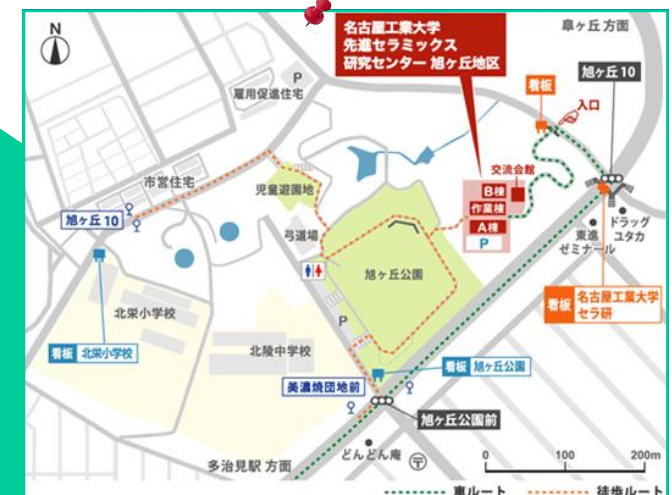 N
名古屋工業大学
先進セラミックス
研究センター 旭ヶ丘地区
皐ヶ丘 方面
旭ヶ丘 10
看板
入口
P
雇用促進住宅
交流会館
B棟
作業棟
A棟
P
市営住宅
児童遊園地
旭ヶ丘 10
弓道場
旭ヶ丘公園
東進
ゼミナール
ドラッグ
ユタカ
看板 名古屋工業大学
セラ研
北栄小学校
看板 北栄小学校
P
北陵中学校
看板 旭ヶ丘公園
美濃焼団地前
旭ヶ丘公園前
どんどん庵
〒
多治見駅 方面
0 100 200m
車ルート 徒歩ルート